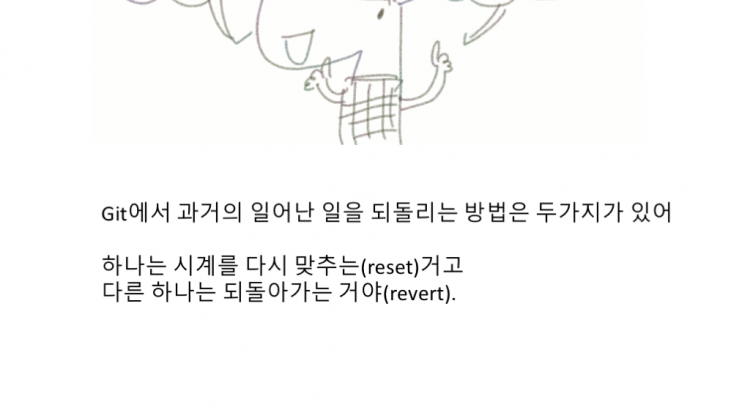 Git에서 과거의 일어난 일을 되돌리는 방법은 두가지가 있어
하나는 시계를 다시 맞추는(reset)거고
다른 하나는 되돌아가는 거야(revert).